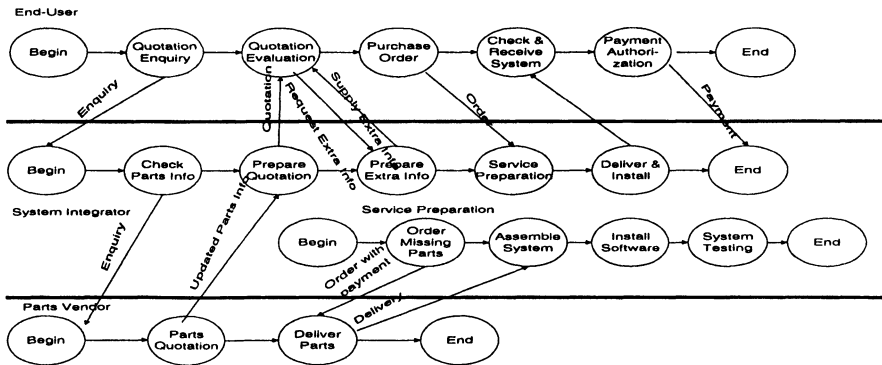 End-User
Begin
Quotation
Enquiry
Quotation
Evaluation
Purchase
Order
Check &
Receive
System
Payment
Authori-
zation
End
Enquiry
Quotation
Request Extra Info
Supply Extra Info
Order
Payment
Begin
Check
Parts Info
Prepare
Quotation
Prepare
Extra Info
Service
Preparation
Deliver &
Install
End
System Integrator
Service Preparation
Enquiry
Updated Parts Info
Begin
Order
Missing
Parts
Assemble
System
Install
Software
System
Testing
End
Order with
payment
Delivery
Parts Vendor
Begin
Parts
Quotation
Deliver
Parts
End